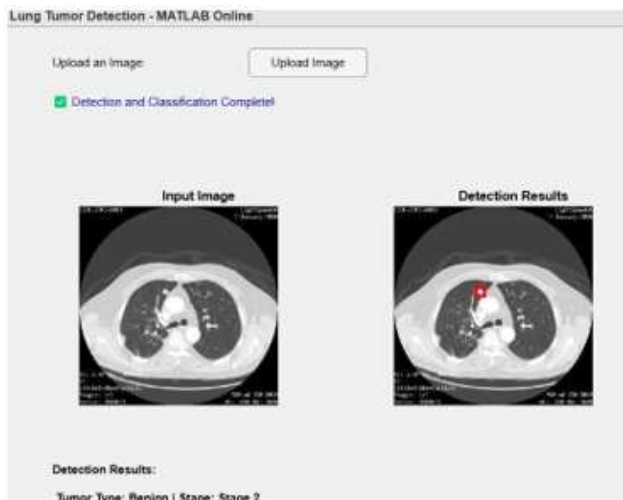 Lung Tumor Detection - MATLAB Online
Upload an Image
Upload Image
Detection and Classification Complete!
Input Image
Detection Results
Detection Results:
Tumor Type: Benign | Stage: Stage 2